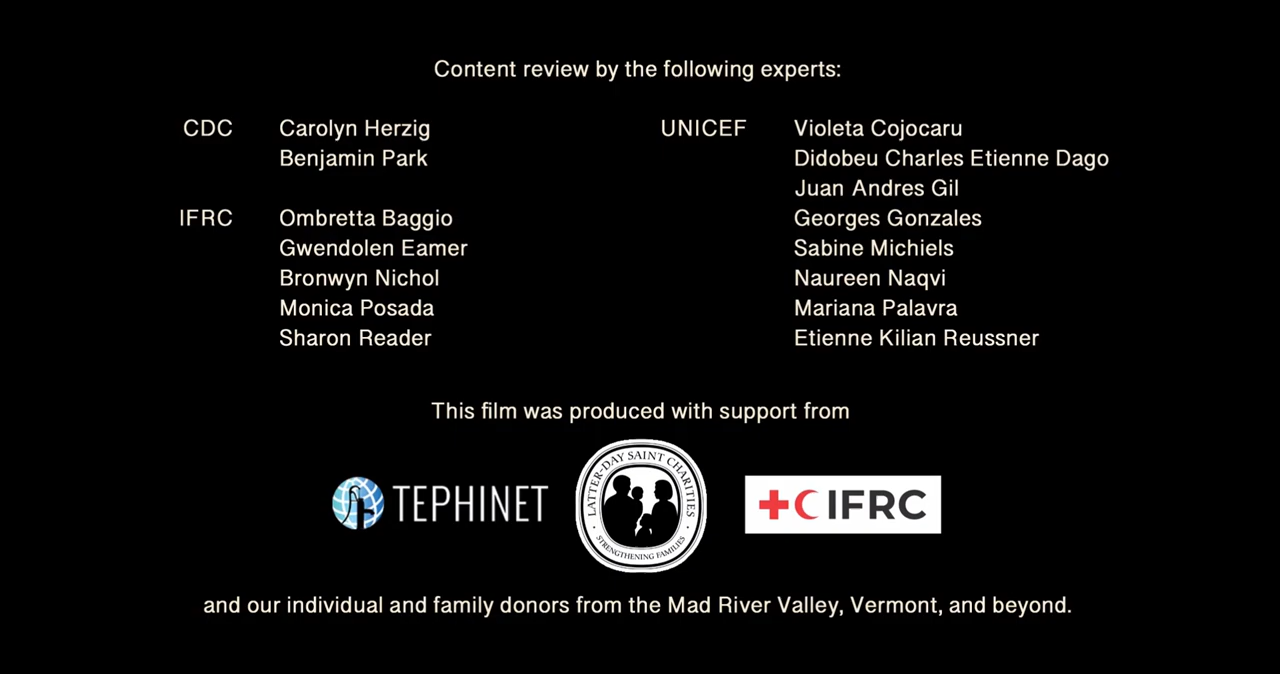 Content review by the following experts:
CDC
Carolyn Herzig
Benjamin Park
IFRC
Ombretta Baggio
Gwendolen Eamer
Bronwyn Nichol
Monica Posada
Sharon Reader
UNICEF
Violeta Cojocaru
Didobeu Charles Etienne Dago
Juan Andres Gil
Georges Gonzales
Sabine Michiels
Naureen Naqvi
Mariana Palavra
Etienne Kilian Reussner
This film was produced with support from
TEPHINET
LATTER-DAY SAINT CHARITIES
STRENGTHENING FAMILIES
IFRC
and our individual and family donors from the Mad River Valley, Vermont, and beyond.